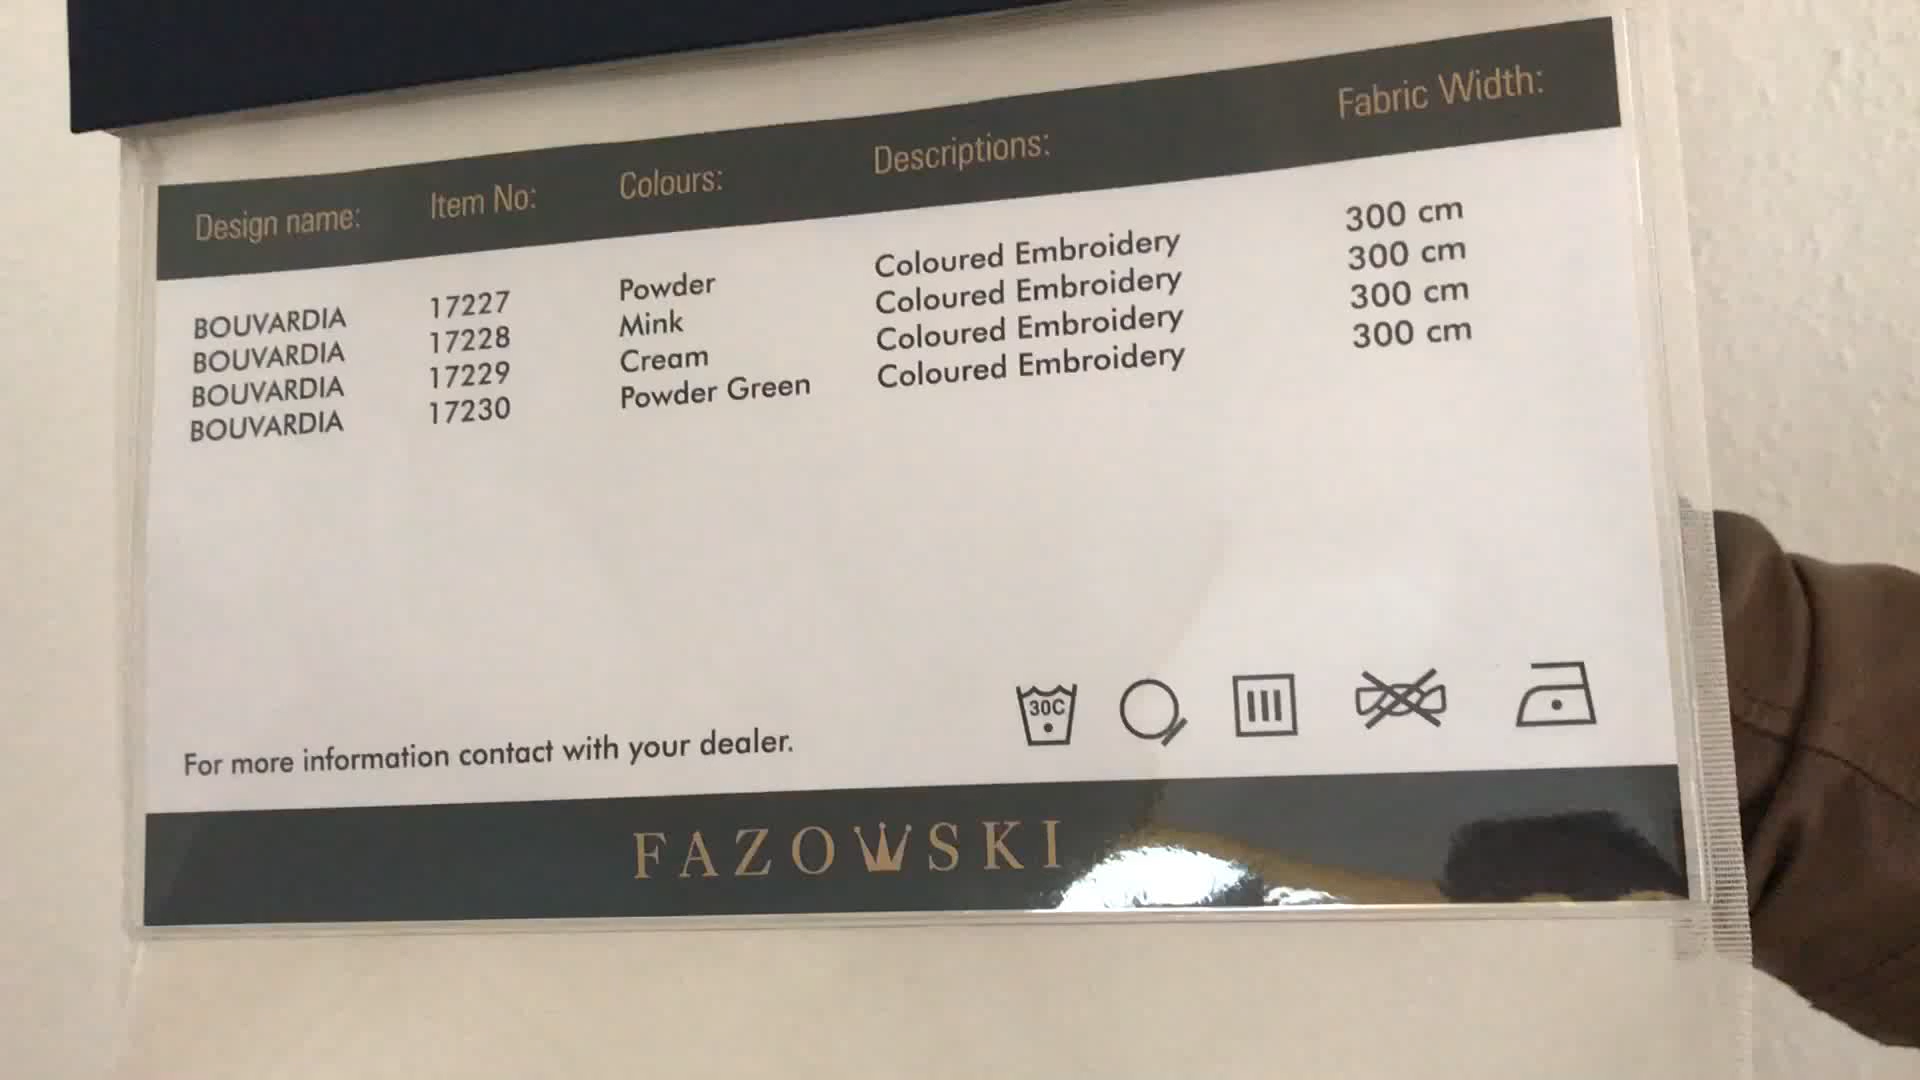 Design name: Item No: Colours: Descriptions: Fabric Width:
BOUVARDIA 17227 Powder Coloured Embroidery 300 cm
BOUVARDIA 17228 Mink Coloured Embroidery 300 cm
BOUVARDIA 17229 Cream Coloured Embroidery 300 cm
BOUVARDIA 17230 Powder Green Coloured Embroidery 300 cm
30C
For more information contact with your dealer.
FAZOWSKI